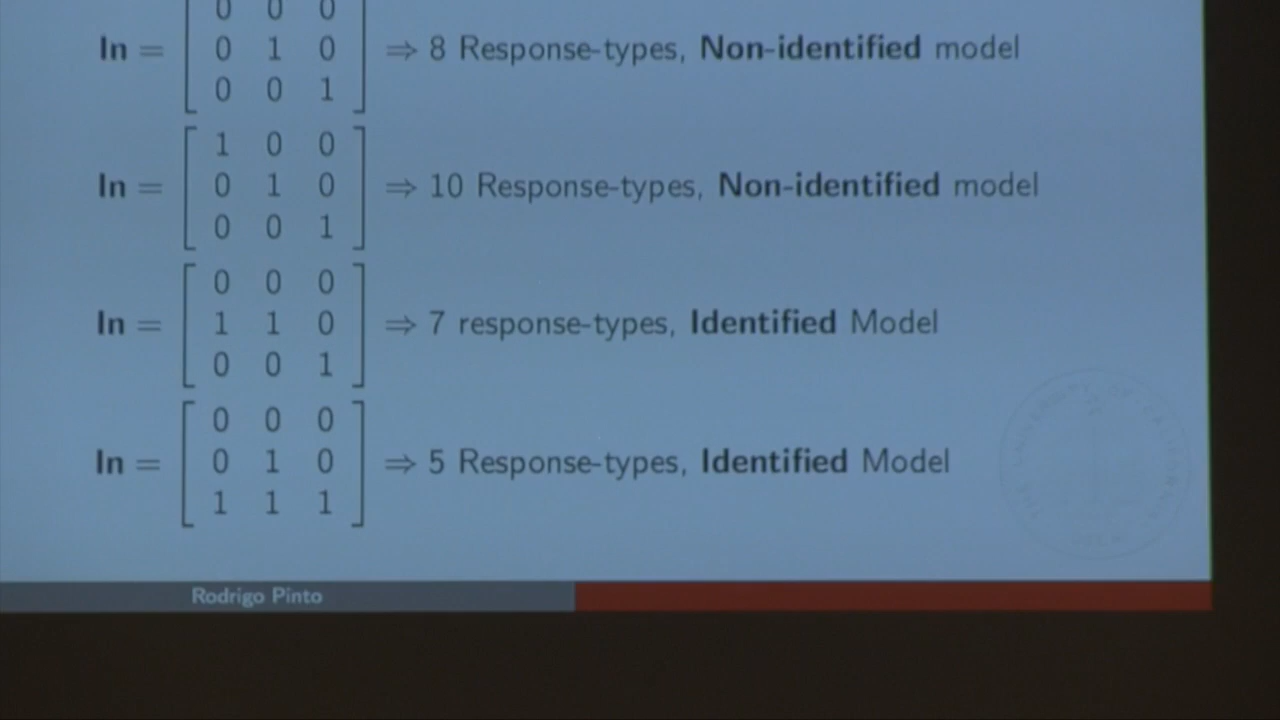 0 0 0
In = 0 1 0 ⇒ 8 Response-types, Non-identified model
0 0 1
1 0 0
In = 0 1 0 ⇒ 10 Response-types, Non-identified model
0 0 1
0 0 0
In = 1 1 0 ⇒ 7 response-types, Identified Model
0 0 1
0 0 0
In = 0 1 0 ⇒ 5 Response-types, Identified Model
1 1 1
Rodrigo Pinto